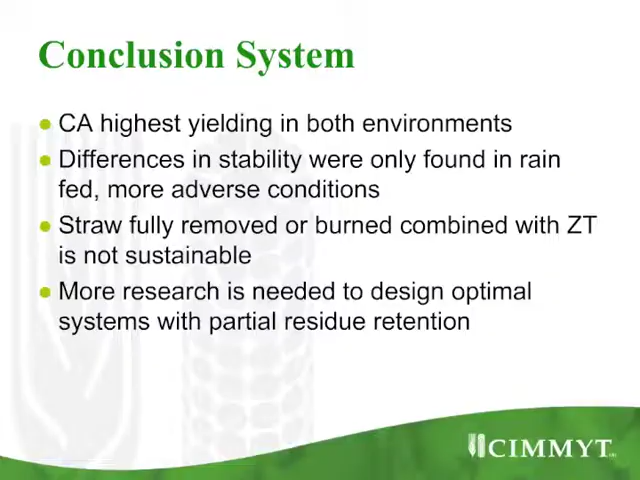 Conclusion System
CA highest yielding in both environments
Differences in stability were only found in rain
fed, more adverse conditions
Straw fully removed or burned combined with ZT
is not sustainable
More research is needed to design optimal
systems with partial residue retention
CIMMYT